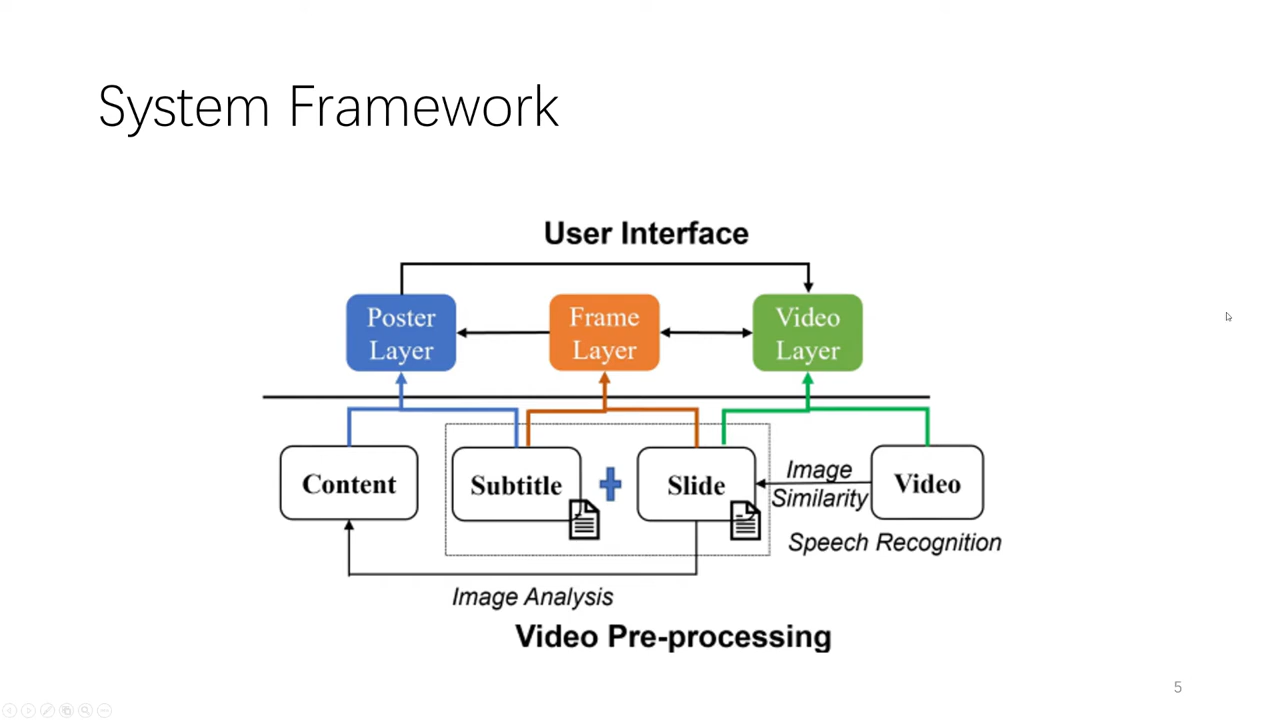 System Framework
User Interface
Poster
Layer
Frame
Layer
Video
Layer
Content
Subtitle
Slide
Image
Similarity
Video
Speech Recognition
Image Analysis
Video Pre-processing
5